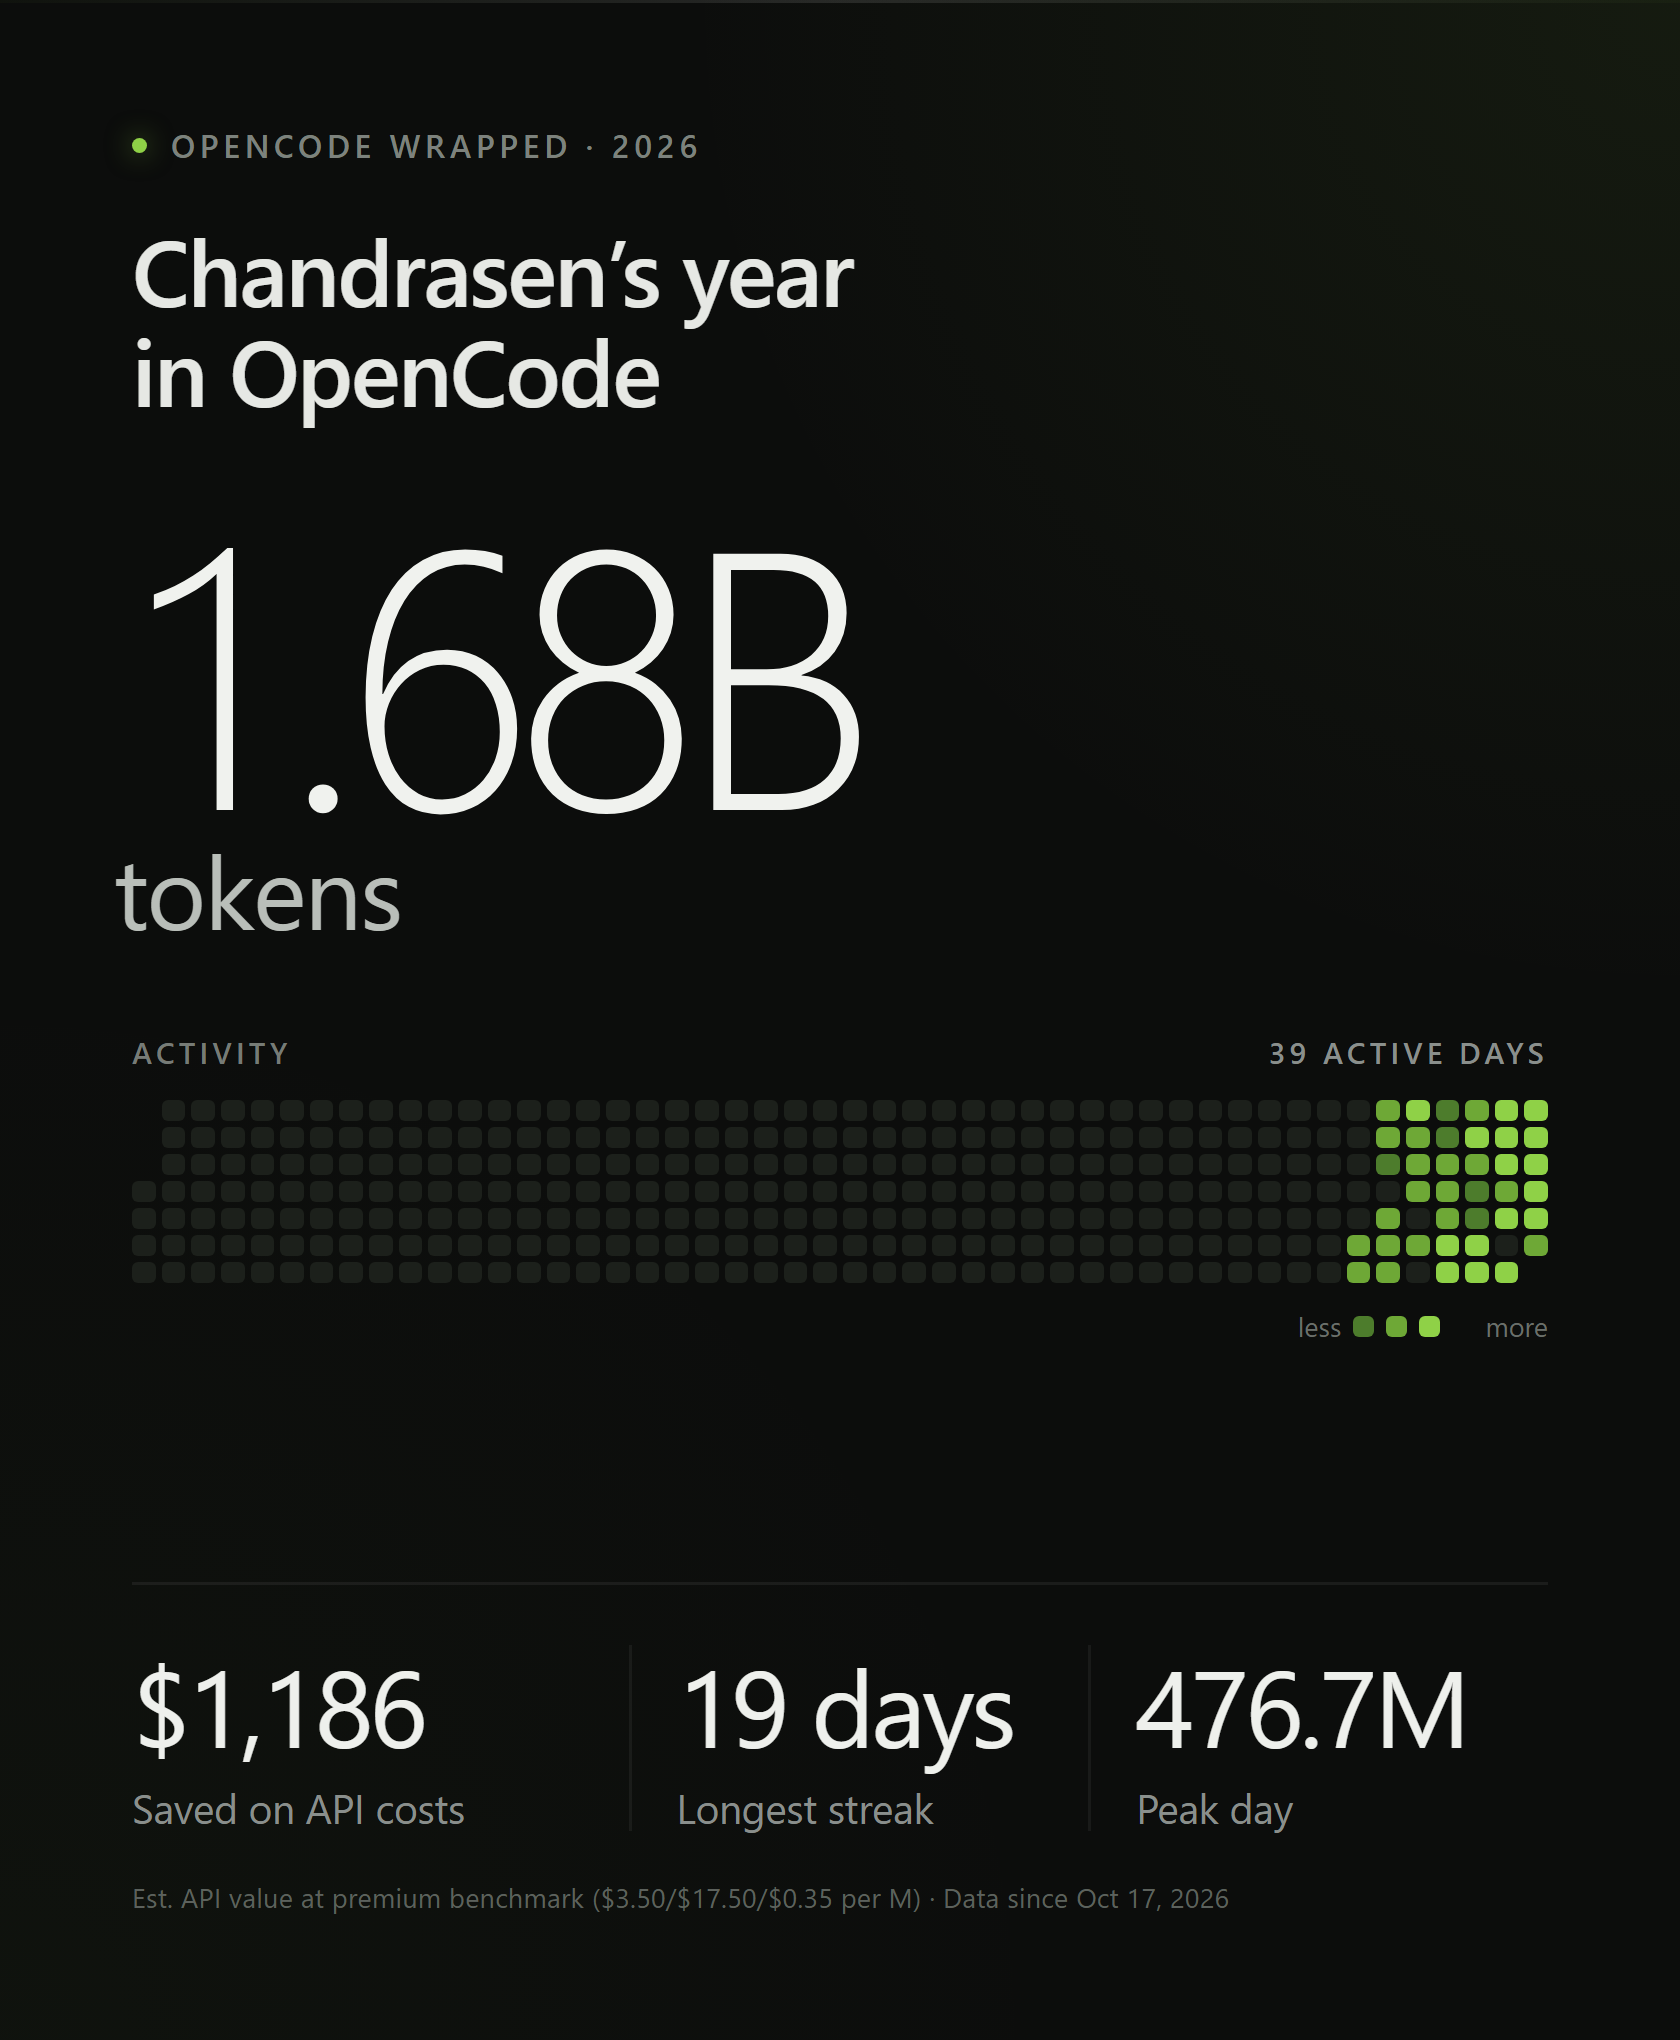 OPENCODE WRAPPED · 2026
Chandrasen’s year
in OpenCode
1.68B
tokens
ACTIVITY
39 ACTIVE DAYS
less more
$1,186
Saved on API costs
19 days
Longest streak
476.7M
Peak day
Est. API value at premium benchmark ($3.50/$17.50/$0.35 per M) · Data since Oct 17, 2026